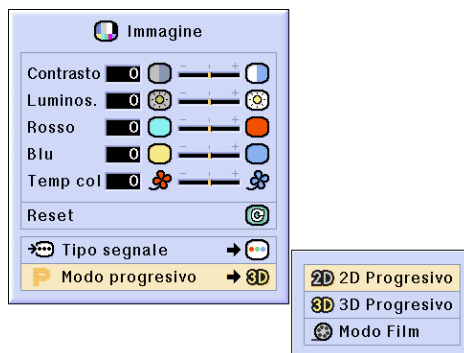 Immagine
Contrasto 0 - +
Luminos. 0 - +
Rosso 0 - +
Blu 0 - +
Temp col 0 - +
Reset
Tipo segnale
P Modo progresivo 3D
2D 2D Progresivo
3D 3D Progresivo
Modo Film